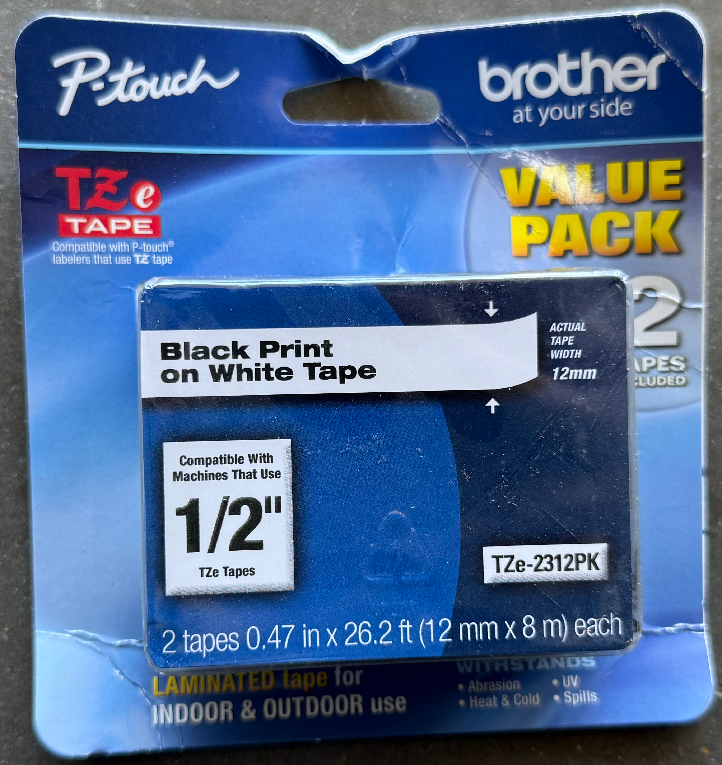 P-touch
brother
at your side
TZe
TAPE
Compatible with P-touch®
labelers that use TZ tape
VALUE
PACK
2
Black Print
on White Tape
ACTUAL
TAPE
WIDTH
12mm
Compatible With
Machines That Use
1/2"
TZe Tapes
TZe-2312PK
2 tapes 0.47 in x 26.2 ft (12 mm x 8 m) each
LAMINATED tape for
INDOOR & OUTDOOR use
WITHSTANDS
• Abrasion • UV
• Heat & Cold • Spills